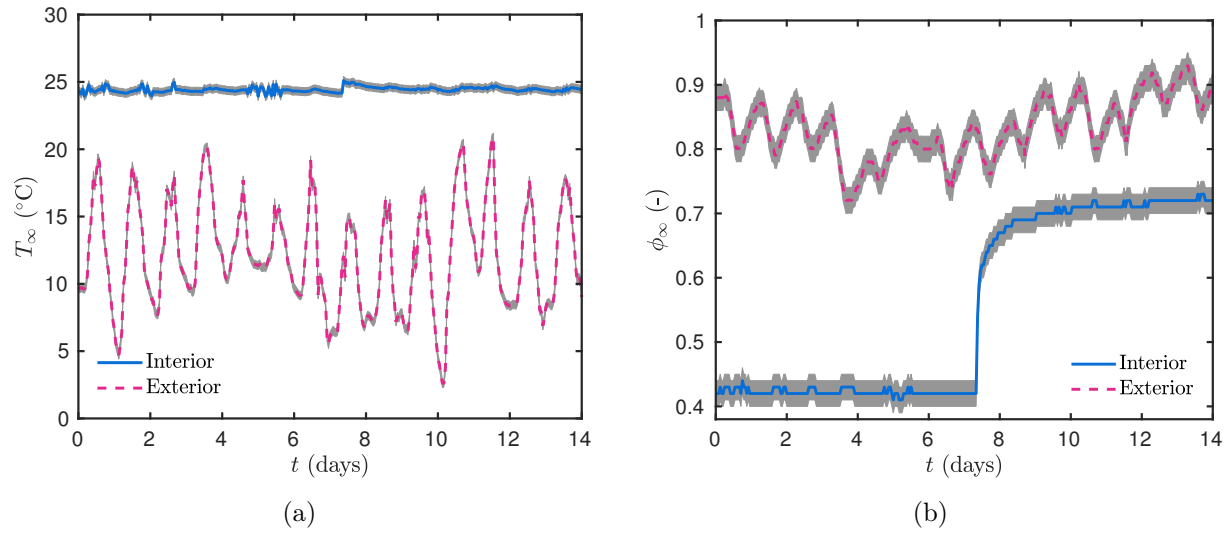 30
25
20
15
10
5
0
T∞ (°C)
Interior
Exterior
0 2 4 6 8 10 12 14
t (days)
(a)
1
0.9
0.8
0.7
0.6
0.5
0.4
ϕ∞ (-)
Interior
Exterior
0 2 4 6 8 10 12 14
t (days)
(b)